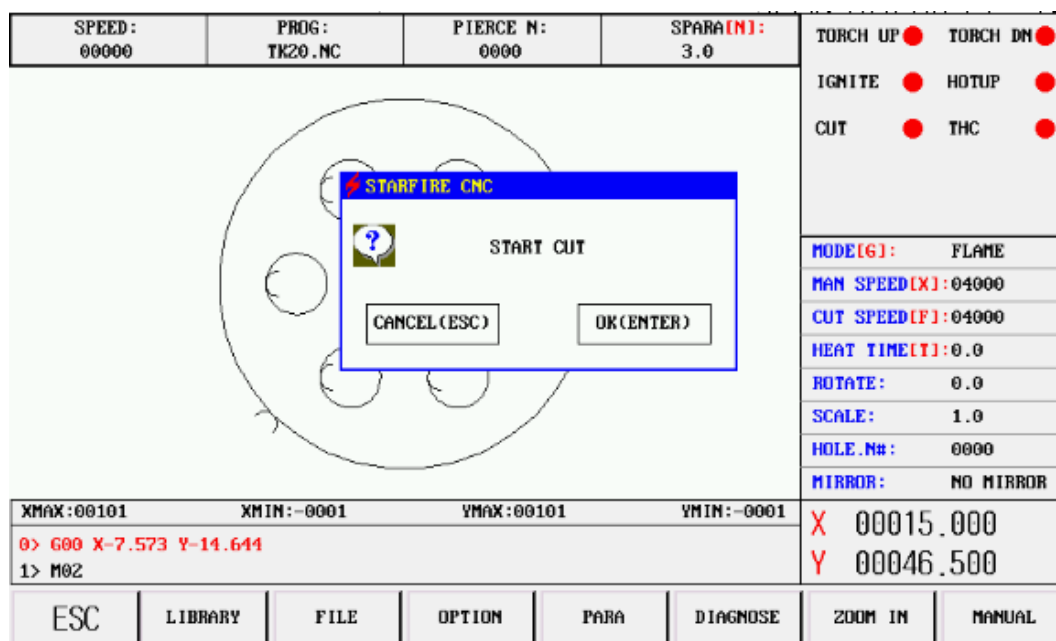 SPEED: PROG: PIERCE N: SPARA[N]:
00000 TK20.NC 0000 3.0
TORCH UP TORCH DN
IGNITE HOTUP
CUT THC
STARFIRE CNC
?
START CUT
CANCEL(ESC) OK(ENTER)
MODE[G]: FLAME
MAN SPEED[X]:04000
CUT SPEED[F]:04000
HEAT TIME[T]:0.0
ROTATE: 0.0
SCALE: 1.0
HOLE.N#: 0000
MIRROR: NO MIRROR
XMAX:00101 XMIN:-0001 YMAX:00101 YMIN:-0001
0> G00 X-7.573 Y-14.644
1> M02
X 00015.000
Y 00046.500
ESC LIBRARY FILE OPTION PARA DIAGNOSE ZOOM IN MANUAL